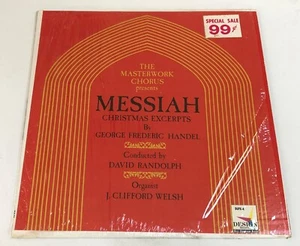 SPECIAL SALE
99¢
THE
MASTERWORK
CHORUS
presents
MESSIAH
CHRISTMAS EXCERPTS
By
GEORGE FREDERIC HANDEL
Conducted by
DAVID RANDOLPH
Organist
J. CLIFFORD WELSH
DESIGN